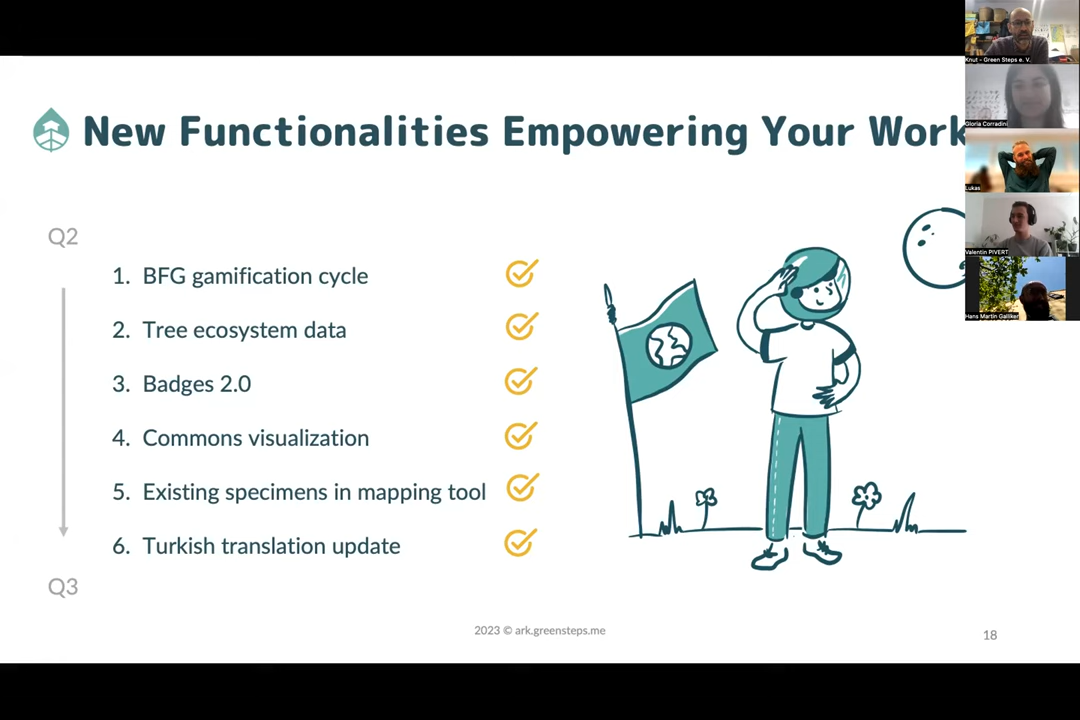 New Functionalities Empowering Your Work
Q2
1. BFG gamification cycle
2. Tree ecosystem data
3. Badges 2.0
4. Commons visualization
5. Existing specimens in mapping tool
6. Turkish translation update
Q3
2023 © ark.greensteps.me
18
Knut - Green Steps e. V.
Gloria Corradini
Lukas
Valentin PIVERT
Hans Martin Galliker